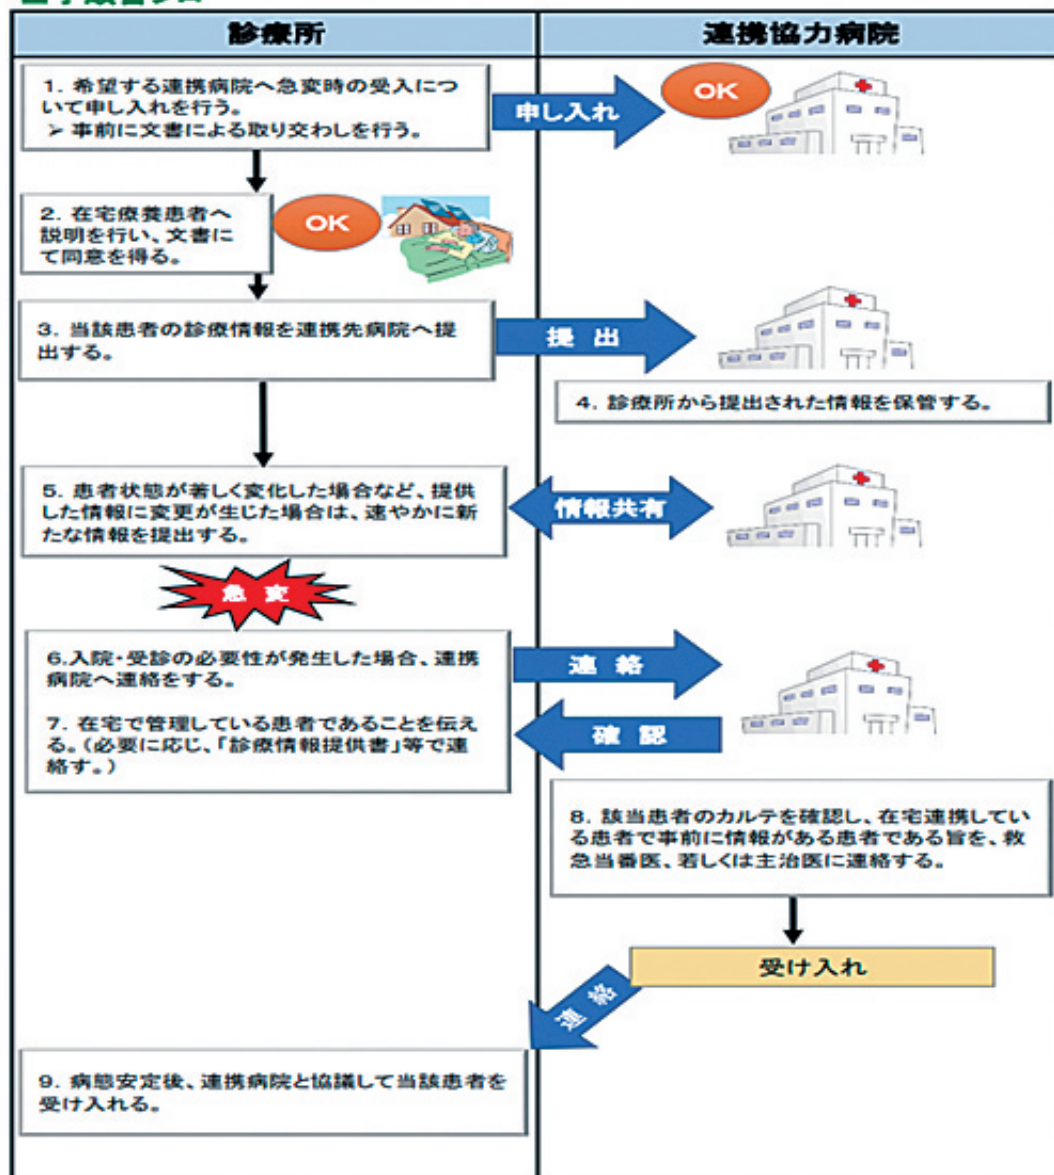 診療所
連携協力病院
1. 希望する連携病院へ急変時の受入につ
いて申し入れを行う。
➢ 事前に文書による取り交わしを行う。
申し入れ
OK
2. 在宅療養患者へ
説明を行い、文書に
て同意を得る。
OK
3. 当該患者の診療情報を連携先病院へ提
出する。
提 出
4. 診療所から提出された情報を保管する。
5. 患者状態が著しく変化した場合など、提供
した情報に変更が生じた場合は、速やかに新
たな情報を提出する。
情報共有
急 変
6.入院・受診の必要性が発生した場合、連携
病院へ連絡をする。
連 絡
7. 在宅で管理している患者であることを伝え
る。(必要に応じ、「診療情報提供書」等で連
絡す。)
確 認
8. 該当患者のカルテを確認し、在宅連携してい
る患者で事前に情報がある患者である旨を、救
急当番医、若しくは主治医に連絡する。
受け入れ
連 絡
9. 病態安定後、連携病院と協議して当該患者を
受け入れる。